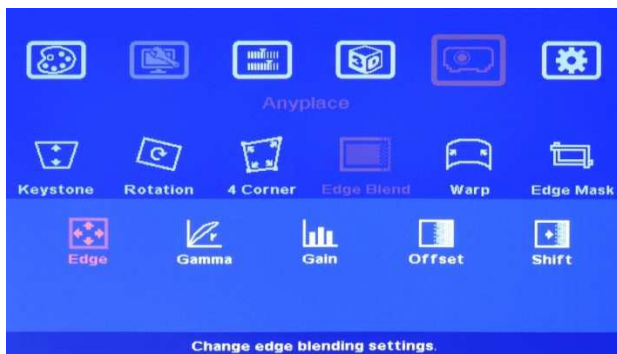 3D
Anyplace
Keystone Rotation 4 Corner Edge Blend Warp Edge Mask
Edge Gamma Gain Offset Shift
Change edge blending settings.